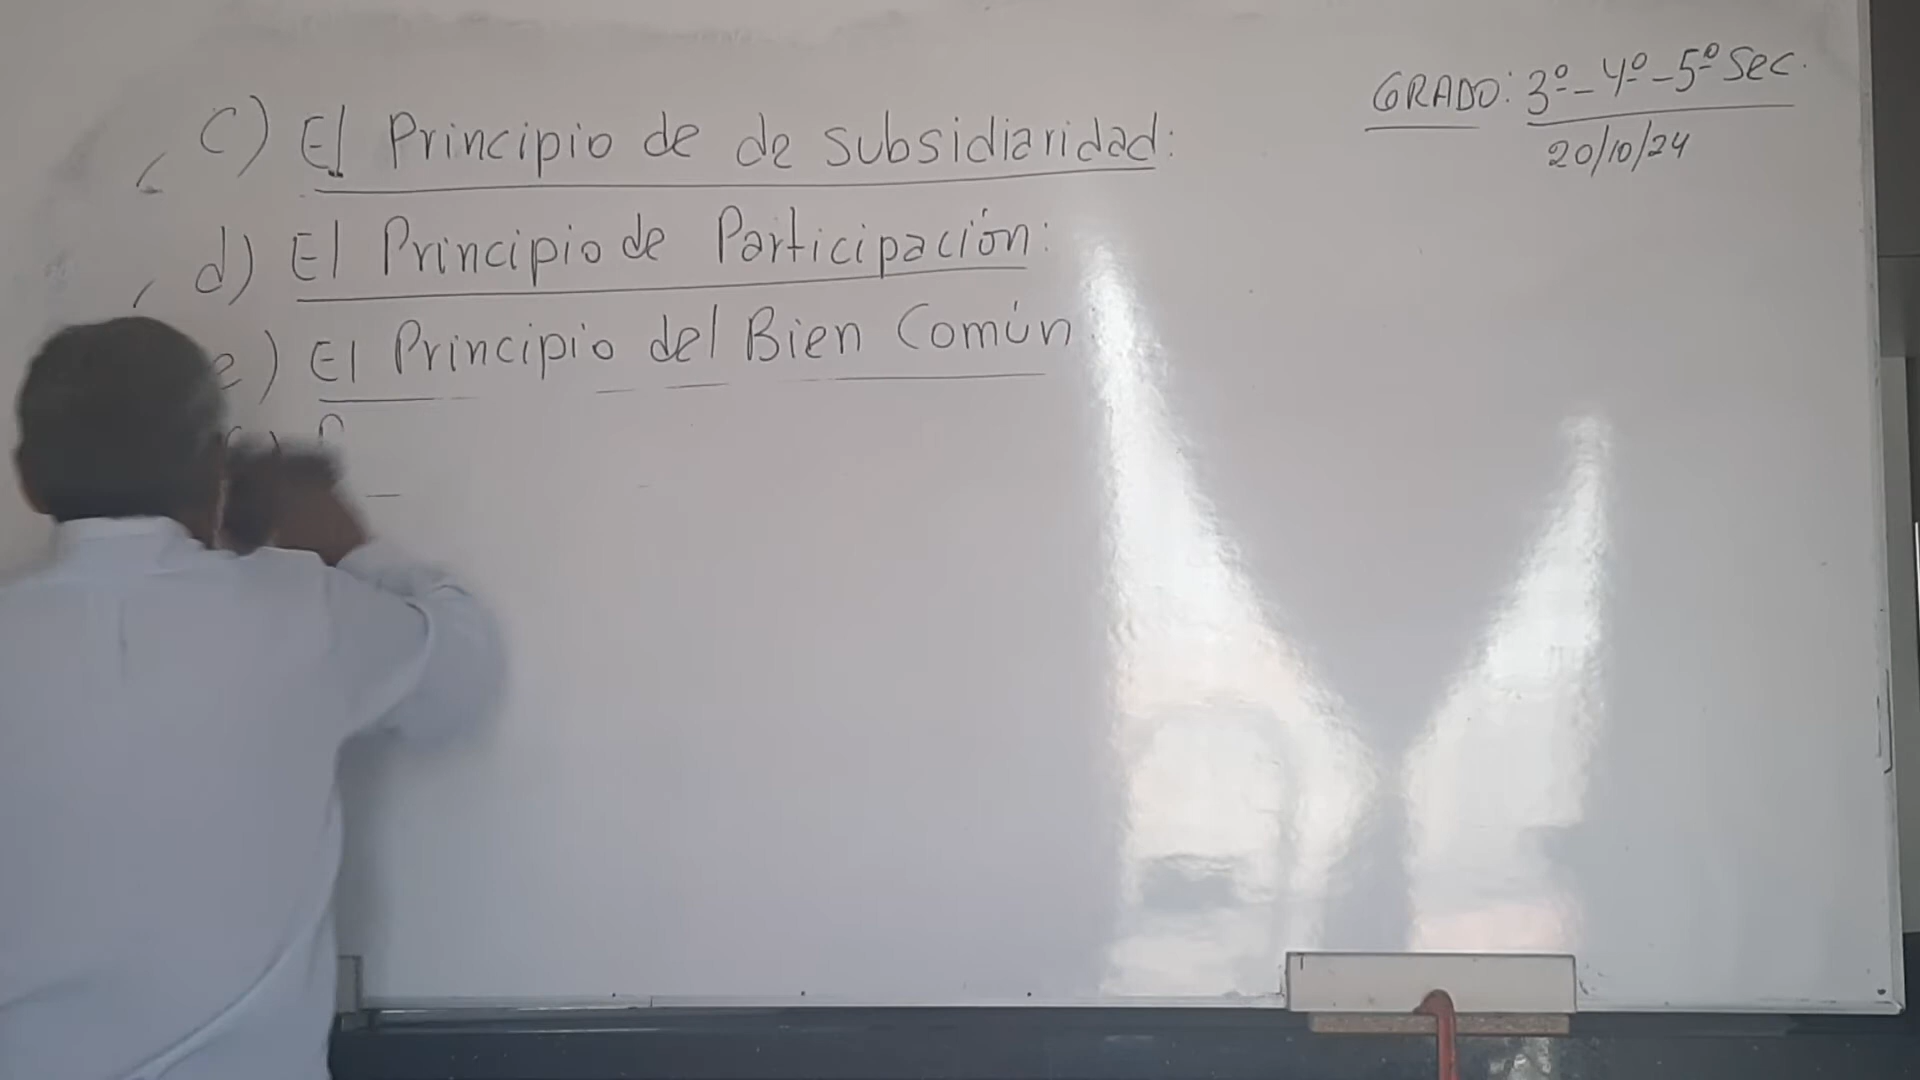 GRADO: 3º - 4º - 5º Sec.
20/10/24
c) El Principio de de subsidiaridad:
d) El Principio de Participación:
e) El Principio del Bien Común: